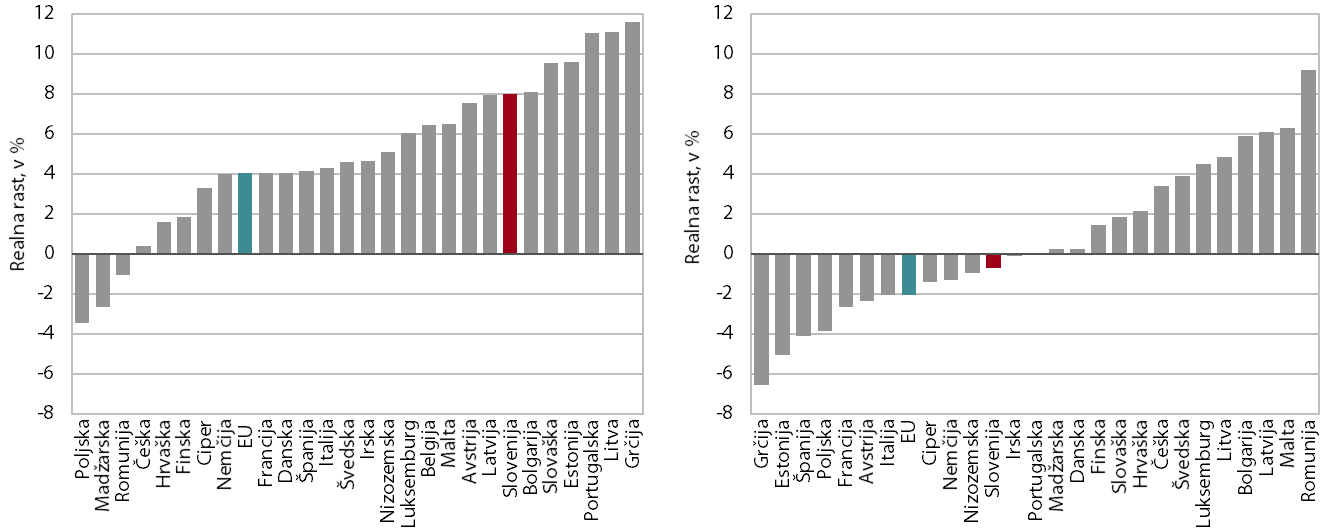 12
10
8
6
4
2
0
-2
-4
-6
-8
Realna rast, v %
Poljska
Madžarska
Romunija
Češka
Hrvaška
Finska
Ciper
Nemčija
EU
Francija
Danska
Španija
Italija
Švedska
Irska
Nizozemska
Luksemburg
Belgija
Malta
Avstrija
Latvija
Slovenija
Bolgarija
Slovaška
Estonija
Portugalska
Litva
Grčija
12
10
8
6
4
2
0
-2
-4
-6
-8
Realna rast, v %
Grčija
Estonija
Španija
Poljska
Francija
Avstrija
Italija
EU
Ciper
Nemčija
Nizozemska
Slovenija
Irska
Portugalska
Madžarska
Danska
Finska
Slovaška
Hrvaška
Češka
Švedska
Luksemburg
Litva
Bolgarija
Latvija
Malta
Romunija